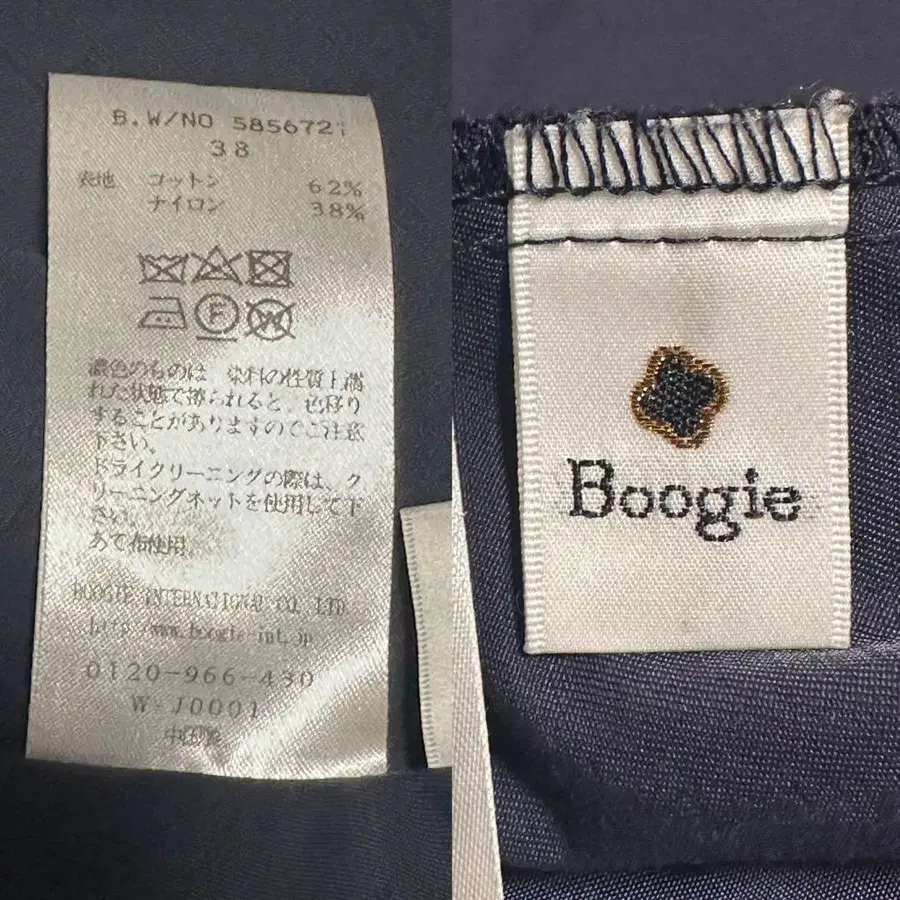 B.W/NO 585672
38
表地 コットン 62%
ナイロン 38%
F
W
濃色のものは、染料の性質上濡
れた状態で擦られると、色移り
することがありますのでご注意
下さい。
ドライクリーニングの際は、ク
リーニングネットを使用して下
さい。
あて布使用
BOOGIE INTERNATIONAL CO. LTD.
http://www.boogie-int.jp
0120-966-430
W-J0001
中国製
Boogie